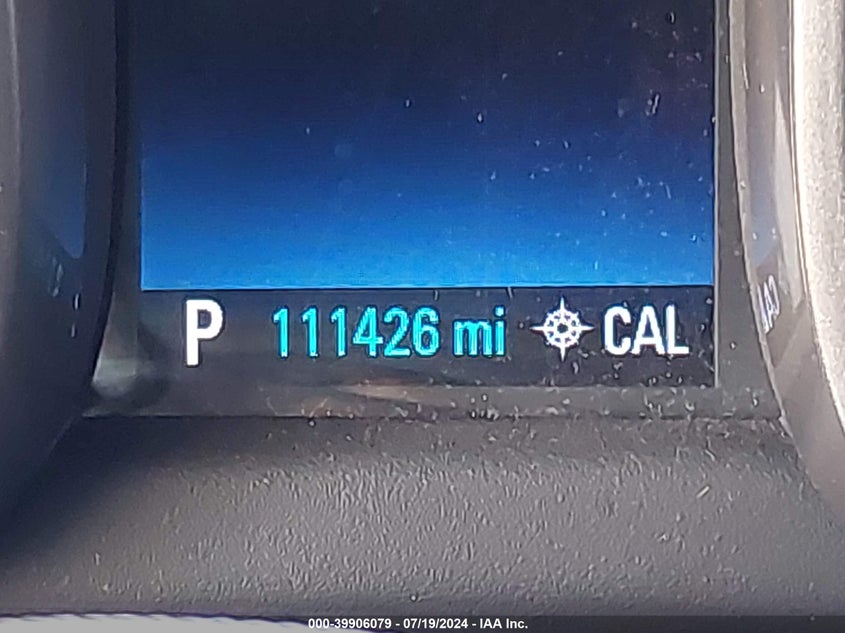 P 111426 mi CAL
000-39906079 - 07/19/2024 - IAA Inc.